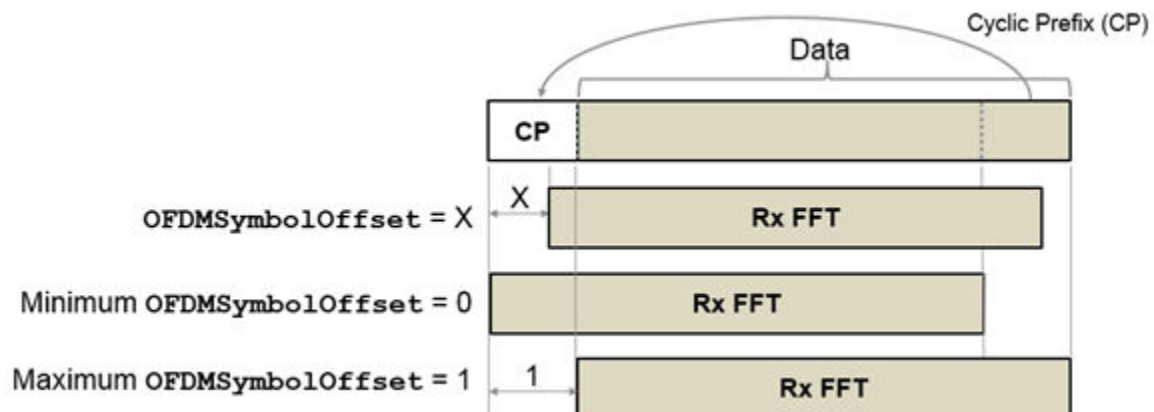 Cyclic Prefix (CP)
Data
CP
X
OFDMSymbolOffset = X
Rx FFT
Minimum OFDMSymbolOffset = 0
Rx FFT
Maximum OFDMSymbolOffset = 1
1
Rx FFT